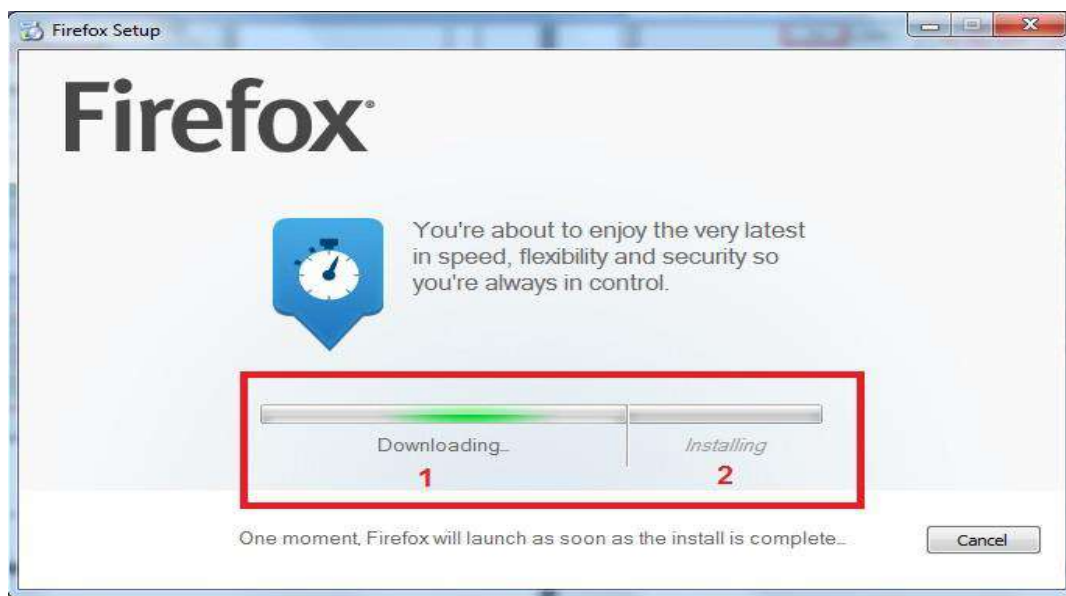 Firefox Setup
Firefox®
You're about to enjoy the very latest
in speed, flexibility and security so
you're always in control.
Downloading...
Installing
1
2
One moment, Firefox will launch as soon as the install is complete...
Cancel